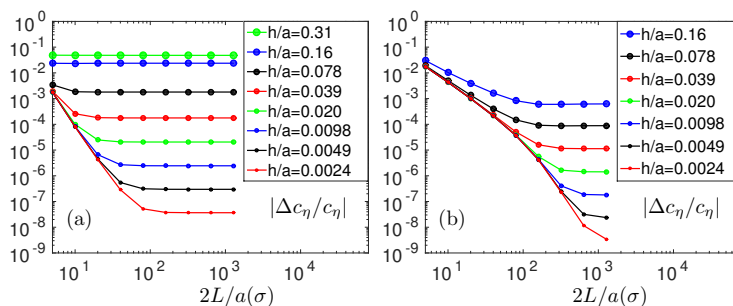 10^0
10^-1
10^-2
10^-3
10^-4
10^-5
10^-6
10^-7
10^-8
10^-9
h/a=0.31
h/a=0.16
h/a=0.078
h/a=0.039
h/a=0.020
h/a=0.0098
h/a=0.0049
h/a=0.0024
|Δc_η/c_η|
(a)
10^1 10^2 10^3 10^4
2L/a(σ)
10^0
10^-1
10^-2
10^-3
10^-4
10^-5
10^-6
10^-7
10^-8
10^-9
h/a=0.16
h/a=0.078
h/a=0.039
h/a=0.020
h/a=0.0098
h/a=0.0049
h/a=0.0024
|Δc_η/c_η|
(b)
10^1 10^2 10^3 10^4
2L/a(σ)